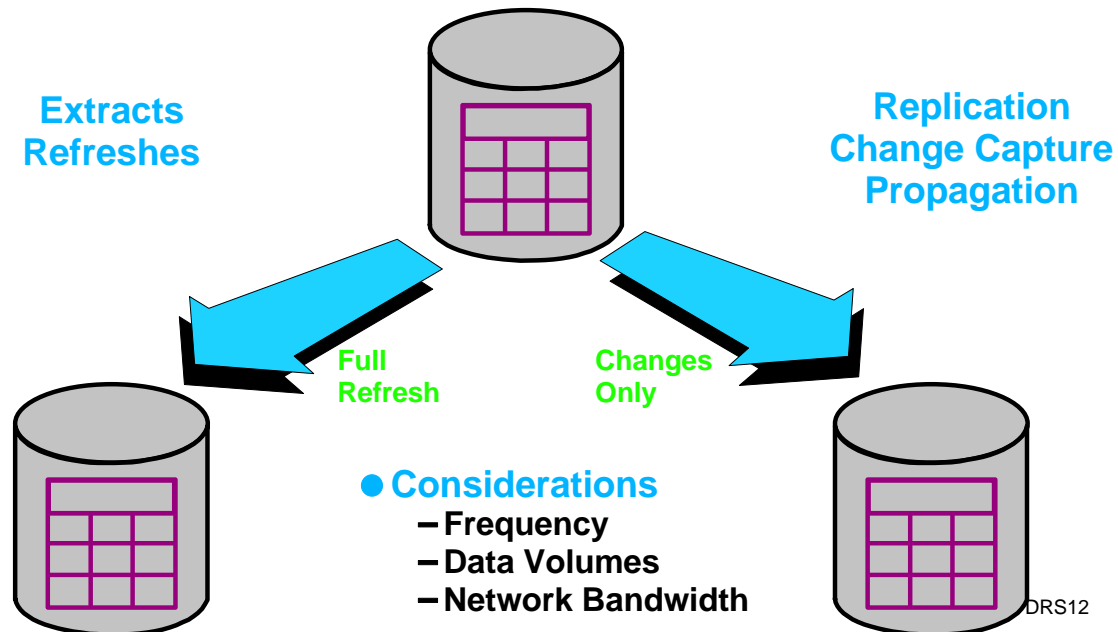 Extracts
Refreshes
Replication
Change Capture
Propagation
Full
Refresh
Changes
Only
● Considerations
– Frequency
– Data Volumes
– Network Bandwidth
DRS12